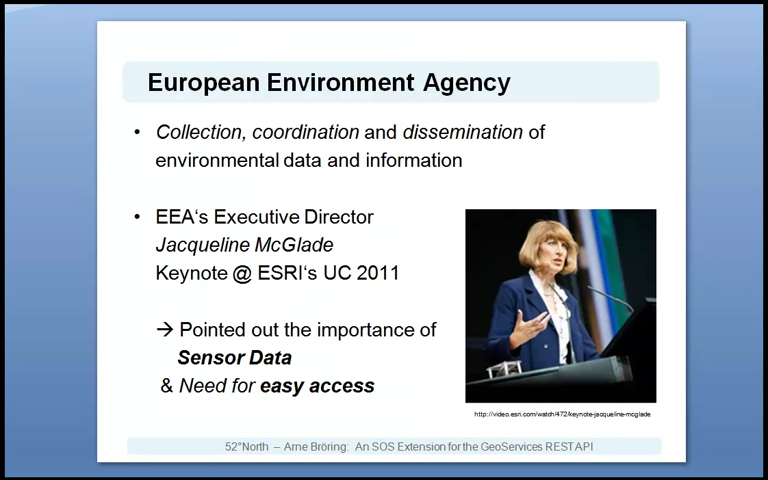 European Environment Agency
• Collection, coordination and dissemination of
environmental data and information
• EEA‘s Executive Director
Jacqueline McGlade
Keynote @ ESRI‘s UC 2011
→ Pointed out the importance of
Sensor Data
& Need for easy access
http://video.esri.com/watch/472/keynote-jacqueline-mcglade
52°North – Arne Bröring: An SOS Extension for the GeoServices REST API